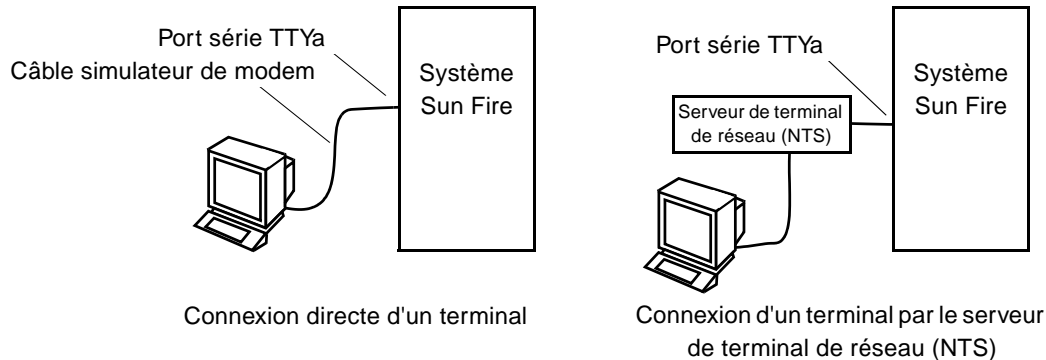 Port série TTYa
Câble simulateur de modem
Système
Sun Fire
Connexion directe d'un terminal
Port série TTYa
Serveur de terminal
de réseau (NTS)
Système
Sun Fire
Connexion d'un terminal par le serveur
de terminal de réseau (NTS)